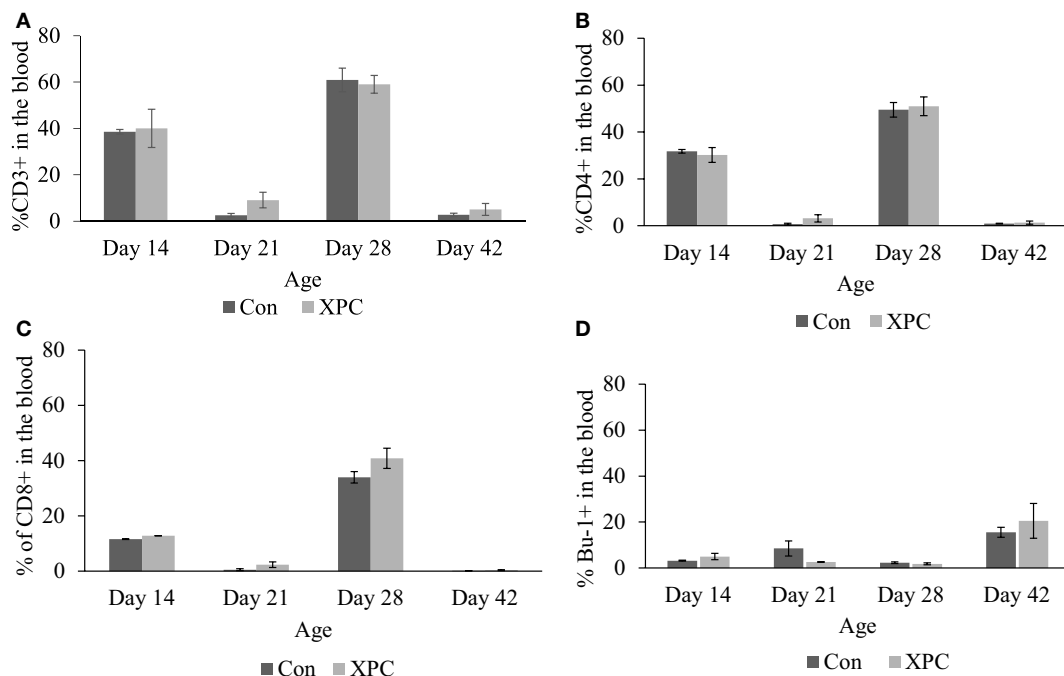 A
80
60
40
20
0
%CD3+ in the blood
Day 14 Day 21 Day 28 Day 42
Age
Con XPC
B
80
60
40
20
0
%CD4+ in the blood
Day 14 Day 21 Day 28 Day 42
Age
Con XPC
C
80
60
40
20
0
% of CD8+ in the blood
Day 14 Day 21 Day 28 Day 42
Age
Con XPC
D
80
60
40
20
0
% Bu-1+ in the blood
Day 14 Day 21 Day 28 Day 42
Age
Con XPC